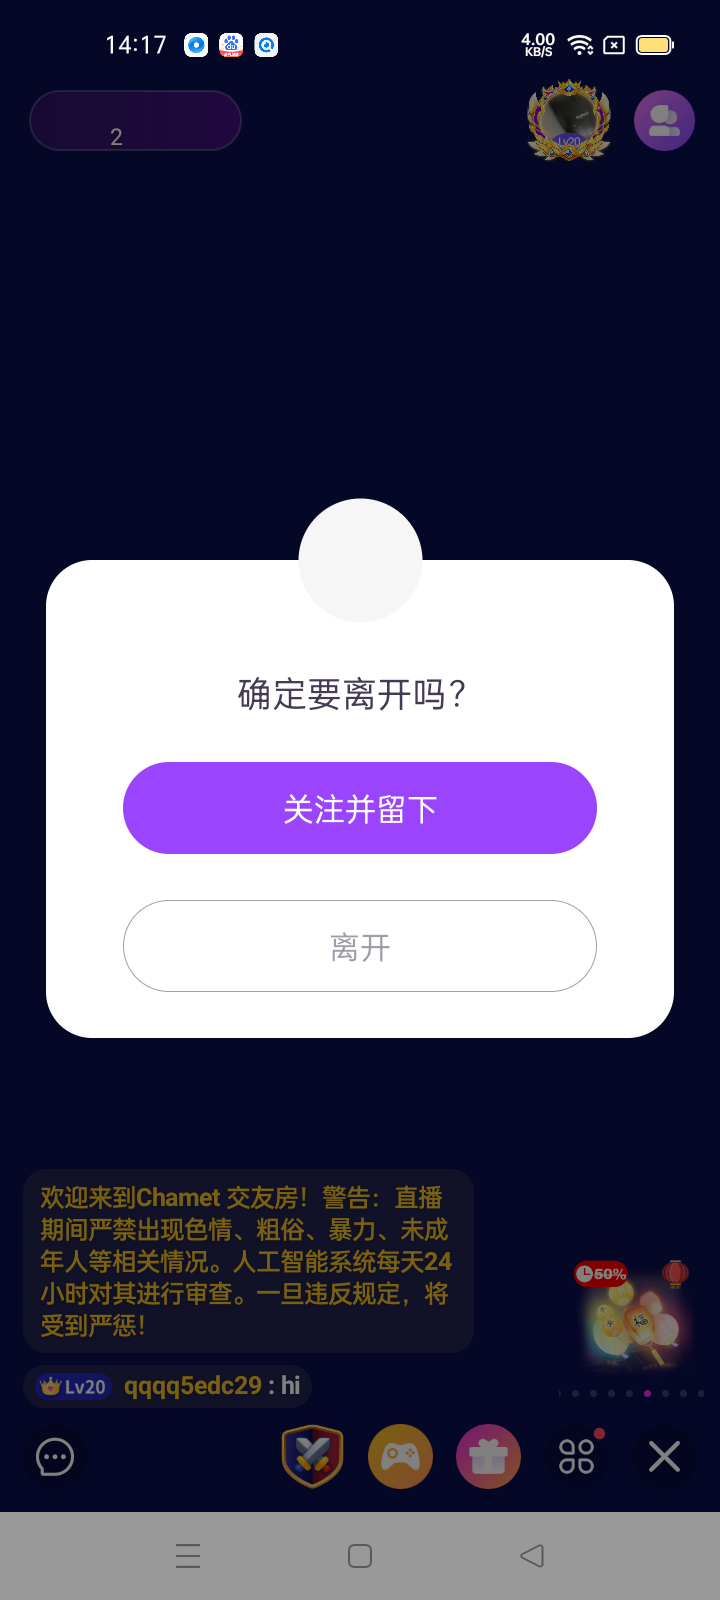 14:17
4.00
KB/S
2
Lv20
确定要离开吗?
关注并留下
离开
欢迎来到Chamet 交友房！警告：直播
期间严禁出现色情、粗俗、暴力、未成
年人等相关情况。人工智能系统每天24
小时对其进行审查。一旦违反规定，将
受到严惩！
50%
福
Lv20 qqqq5edc29 : hi